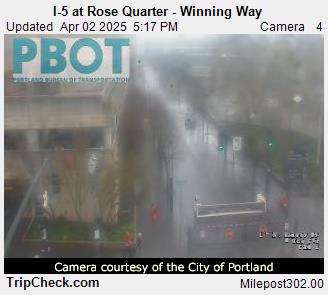 I-5 at Rose Quarter - Winning Way
Updated Apr 02 2025 5:17 PM Camera 4
PBOT
PORTLAND BUREAU OF TRANSPORTATION
Camera courtesy of the City of Portland
TripCheck.com Milepost302.00